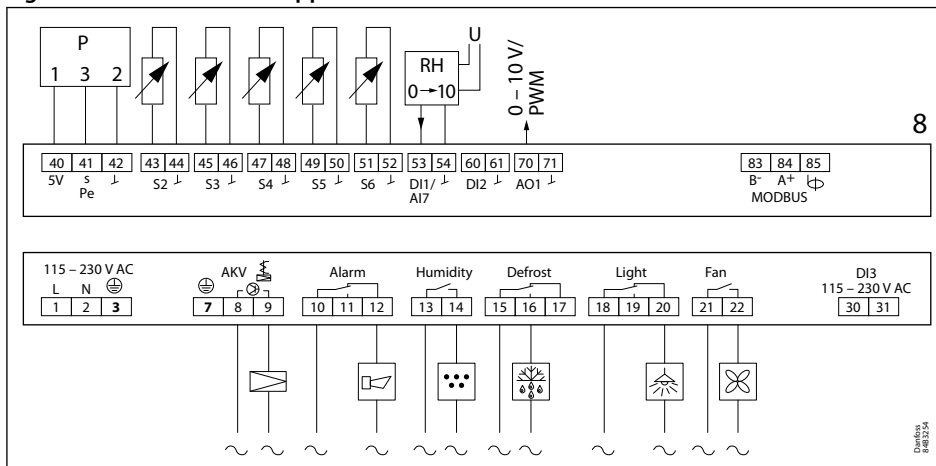 P
1 3 2
U
RH
0→10
0 – 10 V/
PWM
8
40 41 42 43 44 45 46 47 48 49 50 51 52 53 54 60 61 70 71 83 84 85
5V s S2 S3 S4 S5 S6 DI1/ DI2 AO1 B- A+
Pe AI7 MODBUS
115 – 230 V AC AKV Alarm Humidity Defrost Light Fan DI3
L N 115 – 230 V AC
1 2 3 7 8 9 10 11 12 13 14 15 16 17 18 19 20 21 22 30 31
Danfoss
84B3254